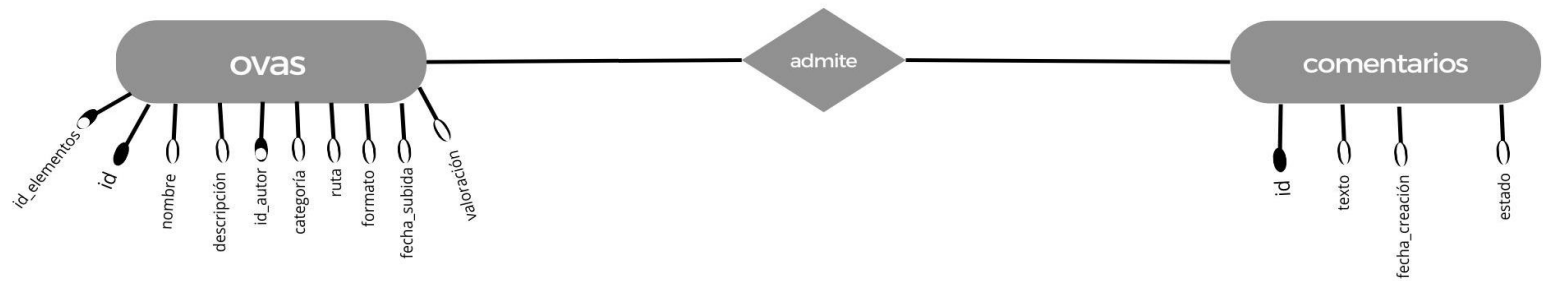 ovas
admite
comentarios
id_elementos
id
nombre
descripción
id_autor
categoría
ruta
formato
fecha_subida
valoración
id
texto
fecha_creación
estado